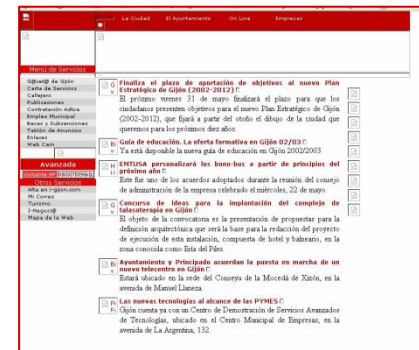 La Ciudad El Ayuntamiento On Line Empresas
Menú de Servicios
G@cet@ de Gijón
Carta de Servicios
Callejero
Publicaciones
Contratación Adtva
Empleo Municipal
Becas y Subvenciones
Tablón de Anuncios
Enlaces
Web Cam
Avanzada
Visitante Nº
Otros Servicios
Alta en i-gijon.com
Mi Correo
Turismo
I-Negoci@
Mapa de la Web
Finaliza el plazo de aportación de objetivos al nuevo Plan
Estratégico de Gijón (2002-2012)
El próximo viernes 31 de mayo finalizará el plazo para que los
ciudadanos presenten objetivos para el nuevo Plan Estratégico de Gijón
(2002-2012), que fijará a partir del otoño el dibujo de la ciudad que
queremos para los próximos diez años.
Guía de educación. La oferta formativa en Gijón 02/03
Ya está disponible la nueva guía de educación en Gijón 2002/2003
EMTUSA personalizará los bono-bus a partir de principios del
próximo año
Este fue uno de los acuerdos adoptados durante la reunión del consejo
de administración de la empresa celebrado el miércoles, 22 de mayo
Concurso de ideas para la implantación del complejo de
talasoterapia en Gijón
El objeto de la convocatoria es la presentación de propuestas para la
definición arquitectónica que será la base para la redacción del proyecto
de ejecución de esta instalación, compuesta de hotel y balneario, en la
zona conocida como Ería del Piles.
Ayuntamiento y Principado acuerdan la puesta en marcha de un
nuevo telecentro en Gijón
Estará ubicado en la sede del Conseyu de la Mocedá de Xixón, en la
avenida de Manuel Llaneza.
Las nuevas tecnologías al alcance de las PYMES
Gijón cuenta ya con un Centro de Demostración de Servicios Avanzados
de Tecnologías, ubicado en el Centro Municipal de Empresas, en la
avenida de La Argentina, 132.